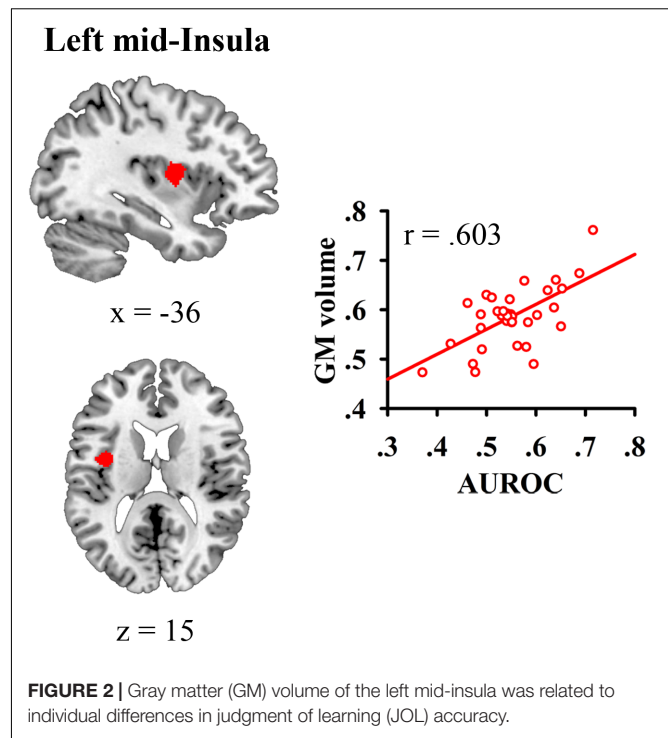 Left mid-Insula
x = -36
z = 15
r = .603
GM volume
.8
.7
.6
.5
.4
.3
.4
.5
.6
.7
.8
AUROC
FIGURE 2 | Gray matter (GM) volume of the left mid-insula was related to
individual differences in judgment of learning (JOL) accuracy.